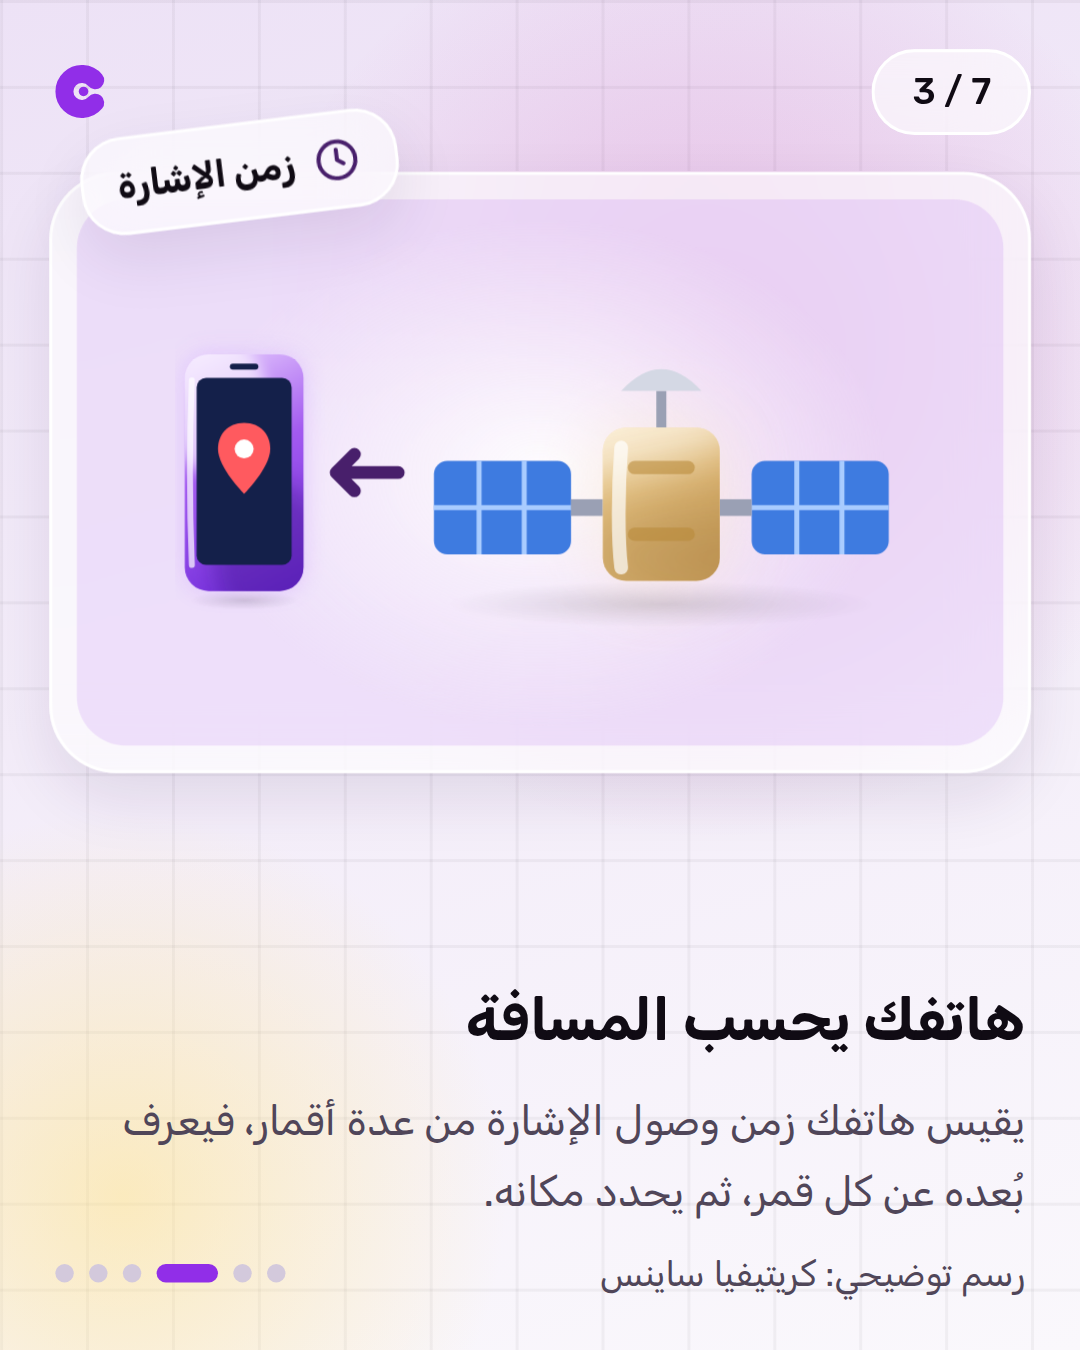 3 / 7
زمن الإشارة
هاتفك يحسب المسافة
يقيس هاتفك زمن وصول الإشارة من عدة أقمار، فيعرف
بُعده عن كل قمر، ثم يحدد مكانه.
رسم توضيحي: كريتيفيا ساينس